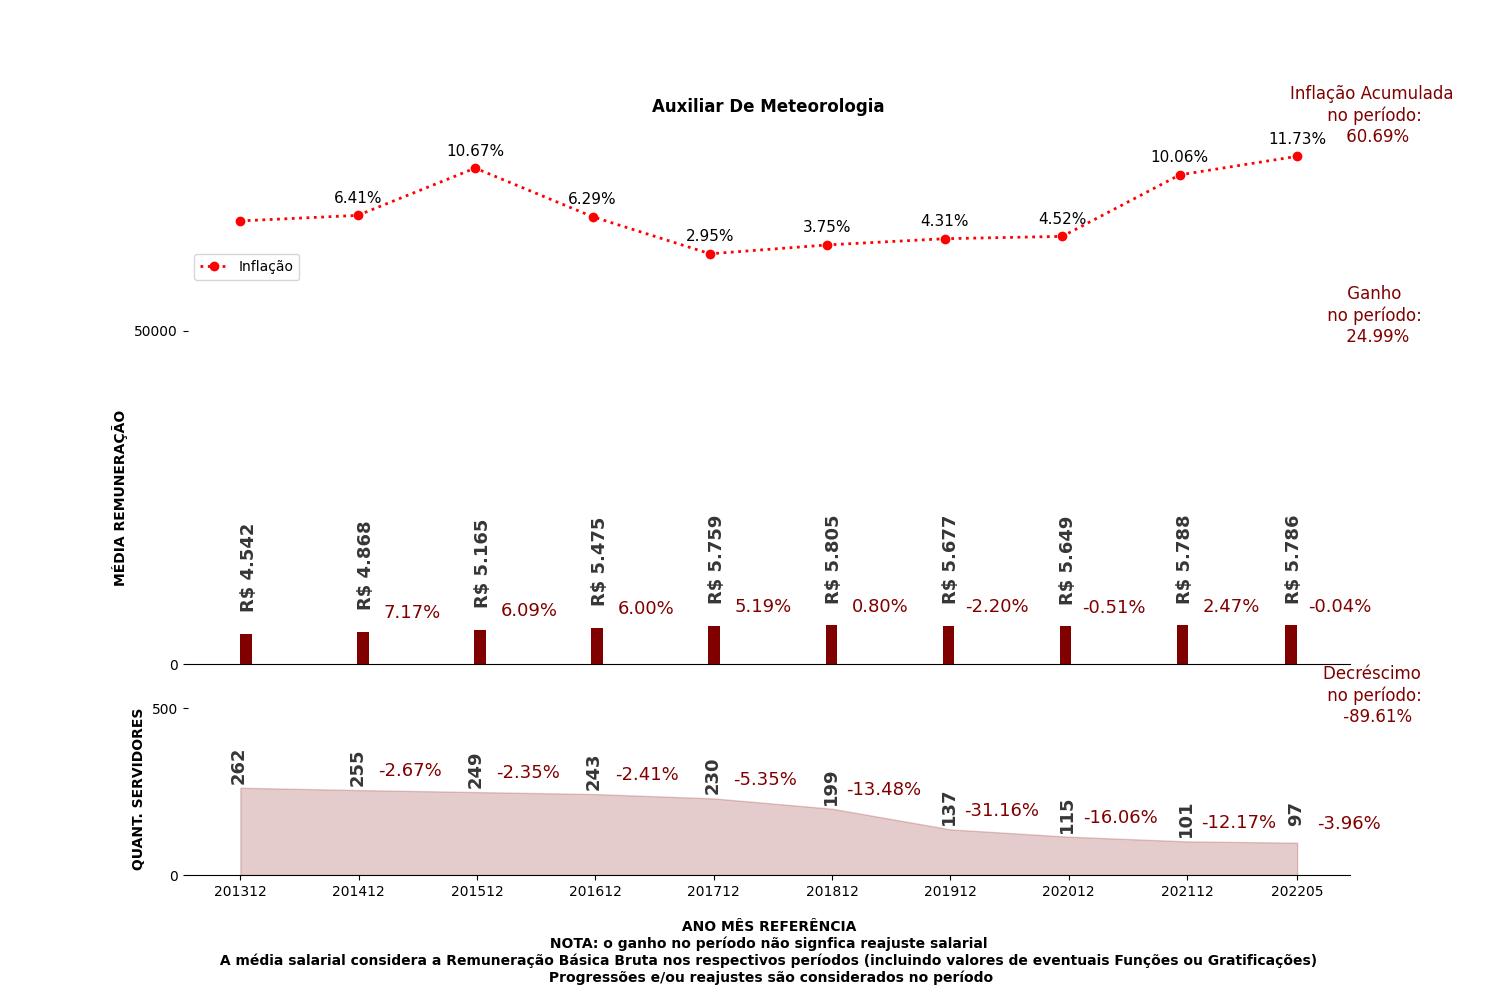 Auxiliar De Meteorologia
Inflação Acumulada
no período:
60.69%
6.41%
10.67%
6.29%
2.95%
3.75%
4.31%
4.52%
10.06%
11.73%
Inflação
Ganho
no período:
24.99%
50000
0
MÉDIA REMUNERAÇÃO
R$ 4.542
R$ 4.868
R$ 5.165
R$ 5.475
R$ 5.759
R$ 5.805
R$ 5.677
R$ 5.649
R$ 5.788
R$ 5.786
7.17%
6.09%
6.00%
5.19%
0.80%
-2.20%
-0.51%
2.47%
-0.04%
Decréscimo
no período:
-89.61%
500
0
QUANT. SERVIDORES
262
255
249
243
230
199
137
115
101
97
-2.67%
-2.35%
-2.41%
-5.35%
-13.48%
-31.16%
-16.06%
-12.17%
-3.96%
201312
201412
201512
201612
201712
201812
201912
202012
202112
202205
ANO MÊS REFERÊNCIA
NOTA: o ganho no período não signfica reajuste salarial
A média salarial considera a Remuneração Básica Bruta nos respectivos períodos (incluindo valores de eventuais Funções ou Gratificações)
Progressões e/ou reajustes são considerados no período